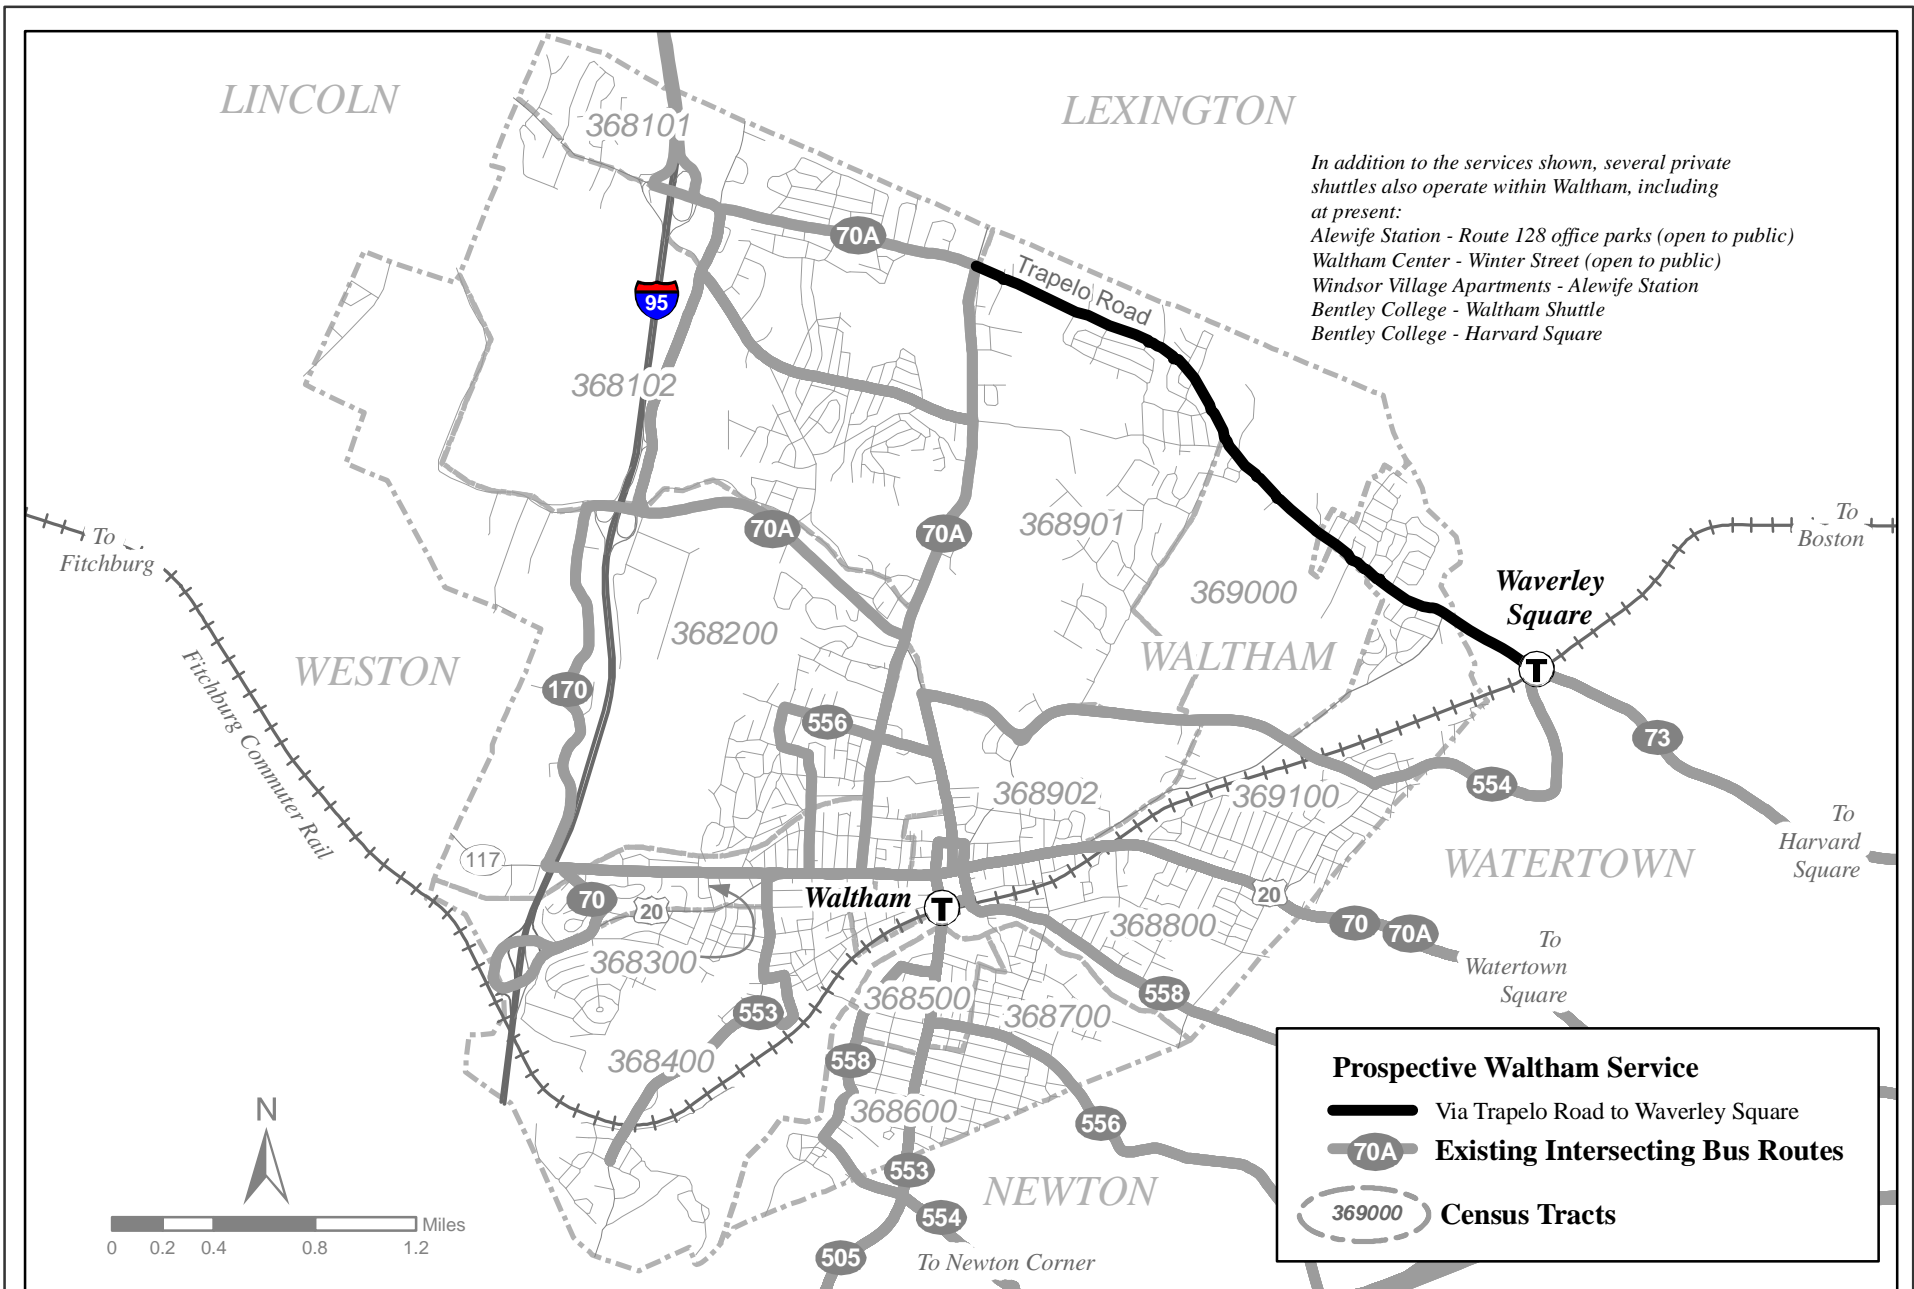 LINCOLN
LEXINGTON
368101
In addition to the services shown, several private
shuttles also operate within Waltham, including
at present:
Alewife Station - Route 128 office parks (open to public)
Waltham Center - Winter Street (open to public)
Windsor Village Apartments - Alewife Station
Bentley College - Waltham Shuttle
Bentley College - Harvard Square
70A
Trapelo Road
95
368102
70A
70A
368901
To
Fitchburg
To
Boston
369000
Waverley
Square
368200
WALTHAM
WESTON
T
170
556
73
Fitchburg Commuter Rail
554
368902
369100
To
Harvard
Square
117
WATERTOWN
70
20
Waltham
T
20
70
70A
368800
To
Watertown
Square
368300
558
368500
553
368700
368400
558
368600
556
553
NEWTON
554
505
To Newton Corner
N
Miles
0 0.2 0.4 0.8 1.2
Prospective Waltham Service
Via Trapelo Road to Waverley Square
70A Existing Intersecting Bus Routes
369000 Census Tracts